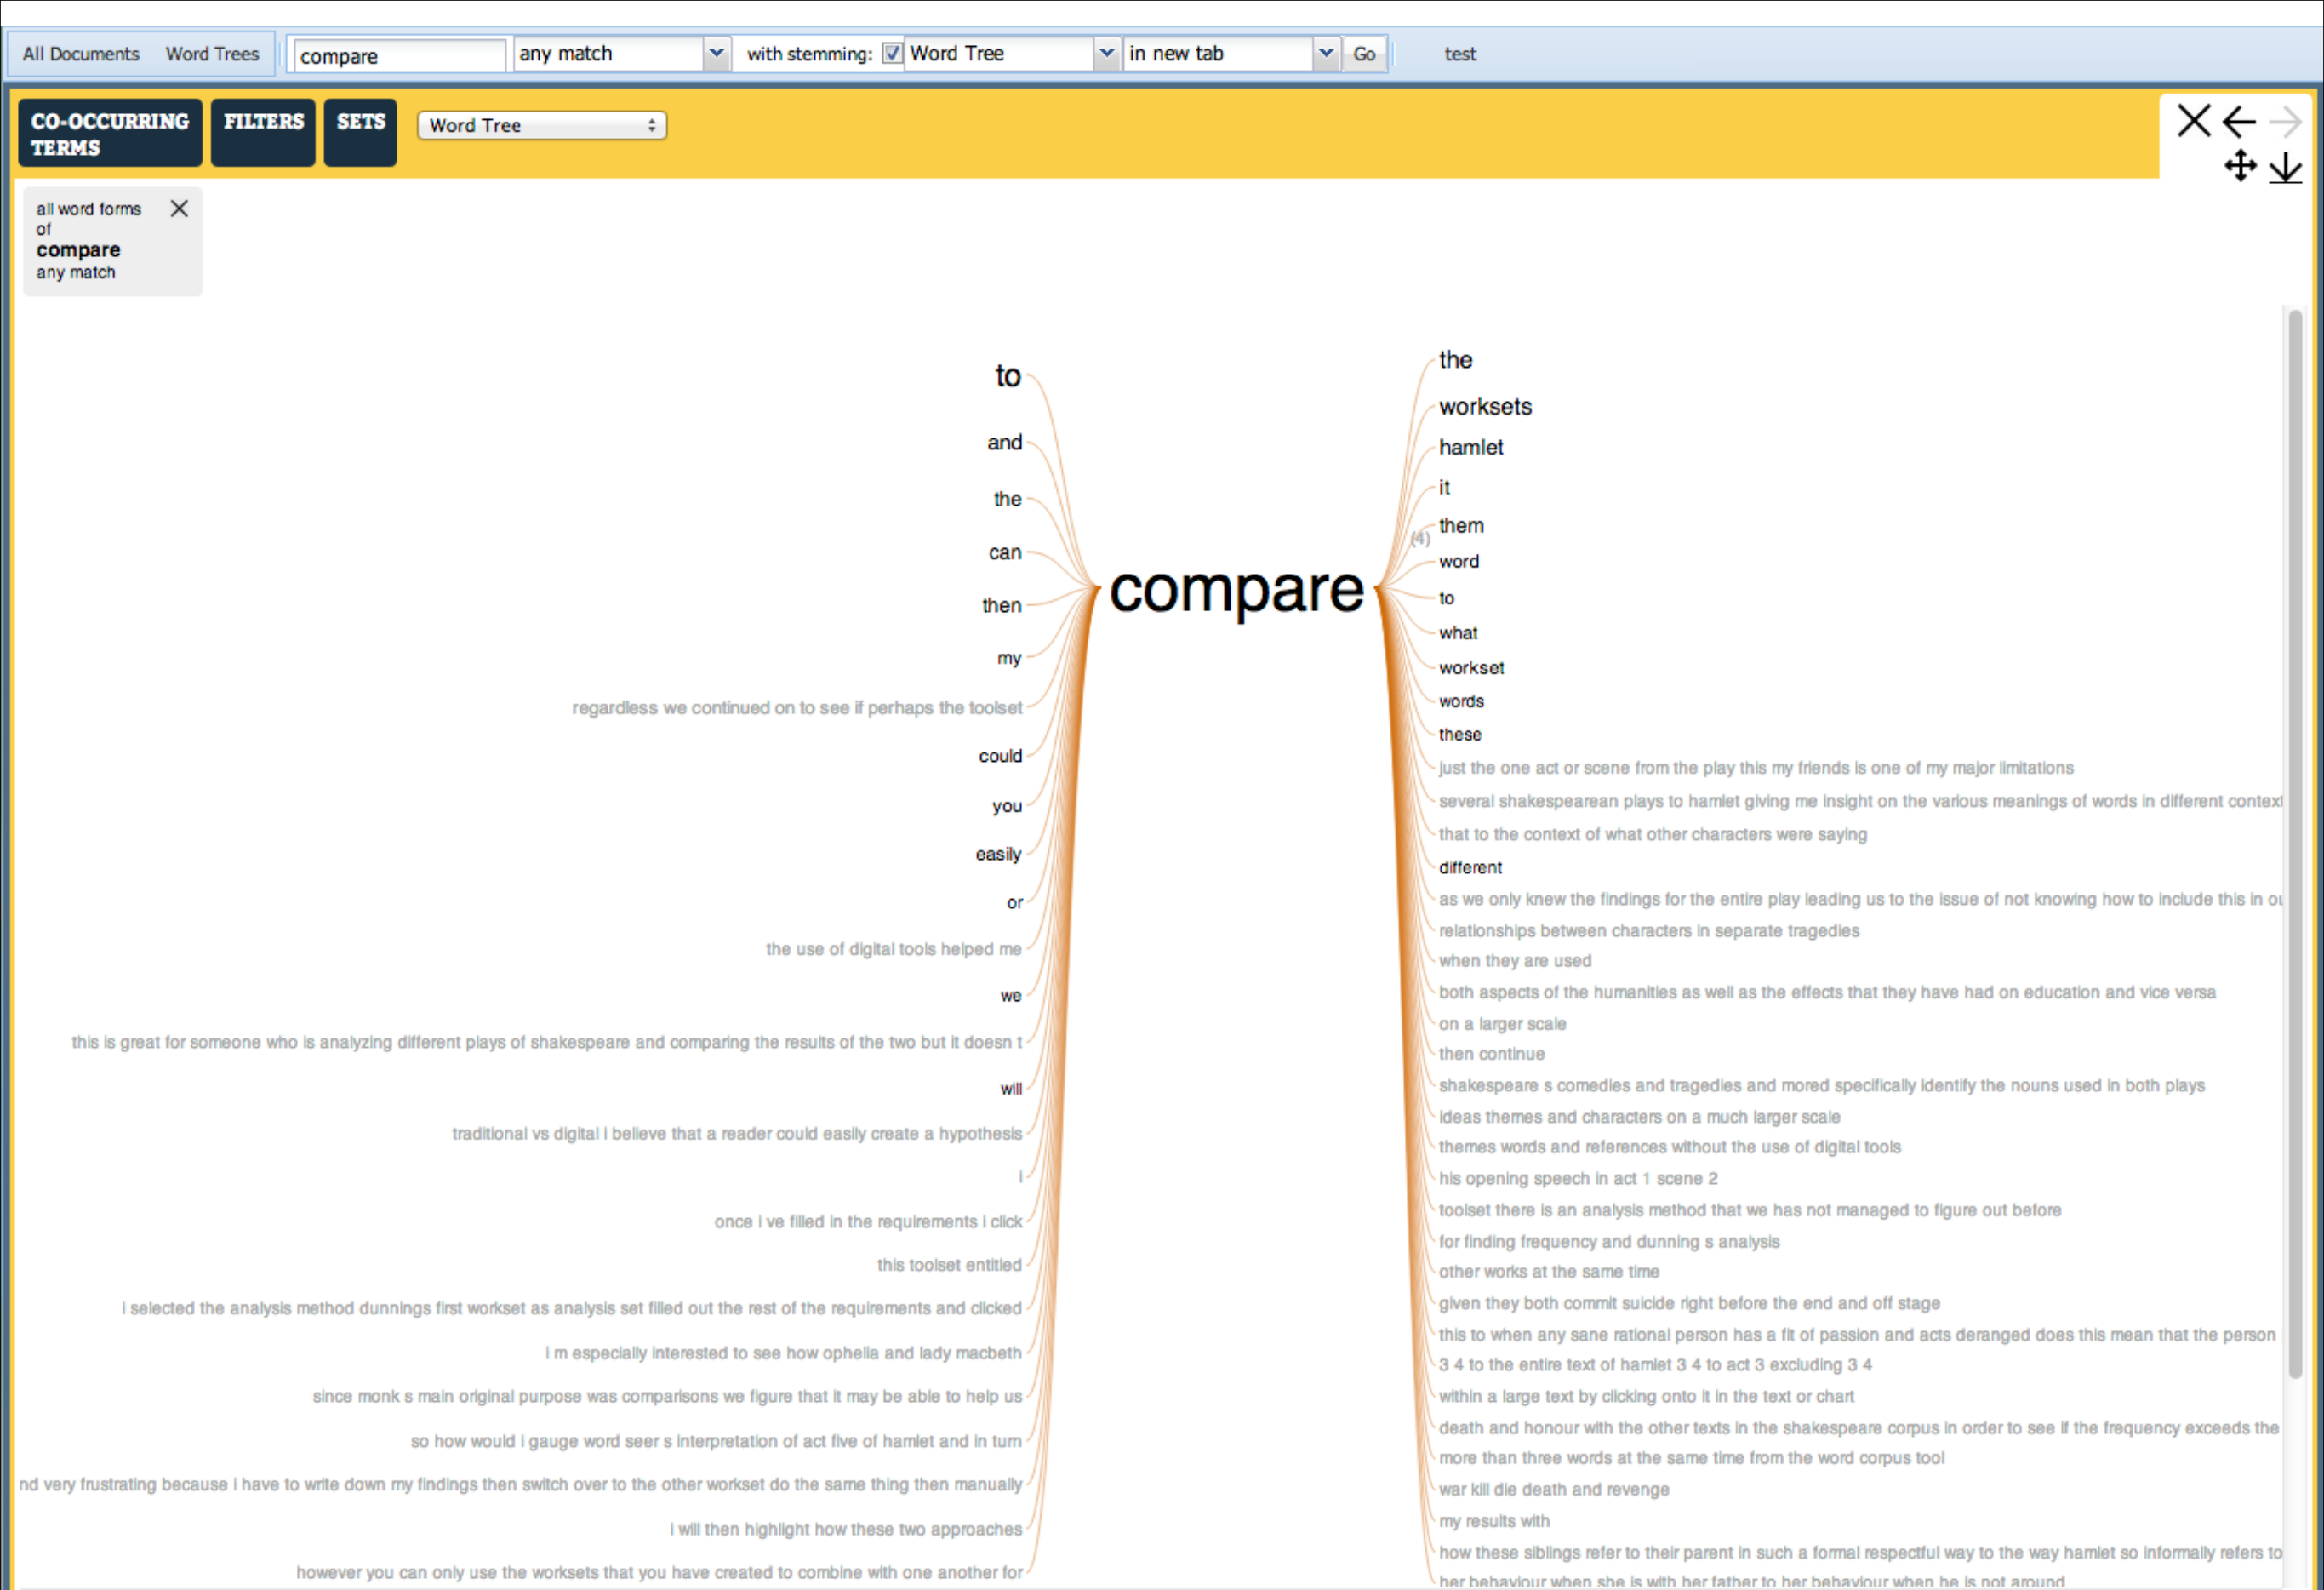 All Documents Word Trees compare any match with stemming: Word Tree in new tab Go test
CO-OCCURRING
TERMS
FILTERS
SETS
Word Tree
all word forms
of
compare
any match
to
and
the
can
then
my
regardless we continued on to see if perhaps the toolset
could
you
easily
or
the use of digital tools helped me
we
this is great for someone who is analyzing different plays of shakespeare and comparing the results of the two but it doesn t
will
traditional vs digital i believe that a reader could easily create a hypothesis
i
once i ve filled in the requirements i click
this toolset entitled
i selected the analysis method dunnings first workset as analysis set filled out the rest of the requirements and clicked
i m especially interested to see how ophelia and lady macbeth
since monk s main original purpose was comparisons we figure that it may be able to help us
so how would i gauge word seer s interpretation of act five of hamlet and in turn
nd very frustrating because i have to write down my findings then switch over to the other workset do the same thing then manually
i will then highlight how these two approaches
however you can only use the worksets that you have created to combine with one another for
compare
(4)
the
worksets
hamlet
it
them
word
to
what
workset
words
these
just the one act or scene from the play this my friends is one of my major limitations
several shakespearean plays to hamlet giving me insight on the various meanings of words in different context
that to the context of what other characters were saying
different
as we only knew the findings for the entire play leading us to the issue of not knowing how to include this in ou
relationships between characters in separate tragedies
when they are used
both aspects of the humanities as well as the effects that they have had on education and vice versa
on a larger scale
then continue
shakespeare s comedies and tragedies and mored specifically identify the nouns used in both plays
ideas themes and characters on a much larger scale
themes words and references without the use of digital tools
his opening speech in act 1 scene 2
toolset there is an analysis method that we has not managed to figure out before
for finding frequency and dunning s analysis
other works at the same time
given they both commit suicide right before the end and off stage
this to when any sane rational person has a fit of passion and acts deranged does this mean that the person
3 4 to the entire text of hamlet 3 4 to act 3 excluding 3 4
within a large text by clicking onto it in the text or chart
death and honour with the other texts in the shakespeare corpus in order to see if the frequency exceeds the
more than three words at the same time from the word corpus tool
war kill die death and revenge
my results with
how these siblings refer to their parent in such a formal respectful way to the way hamlet so informally refers to
her behaviour when she is with her father to her behaviour when he is not around